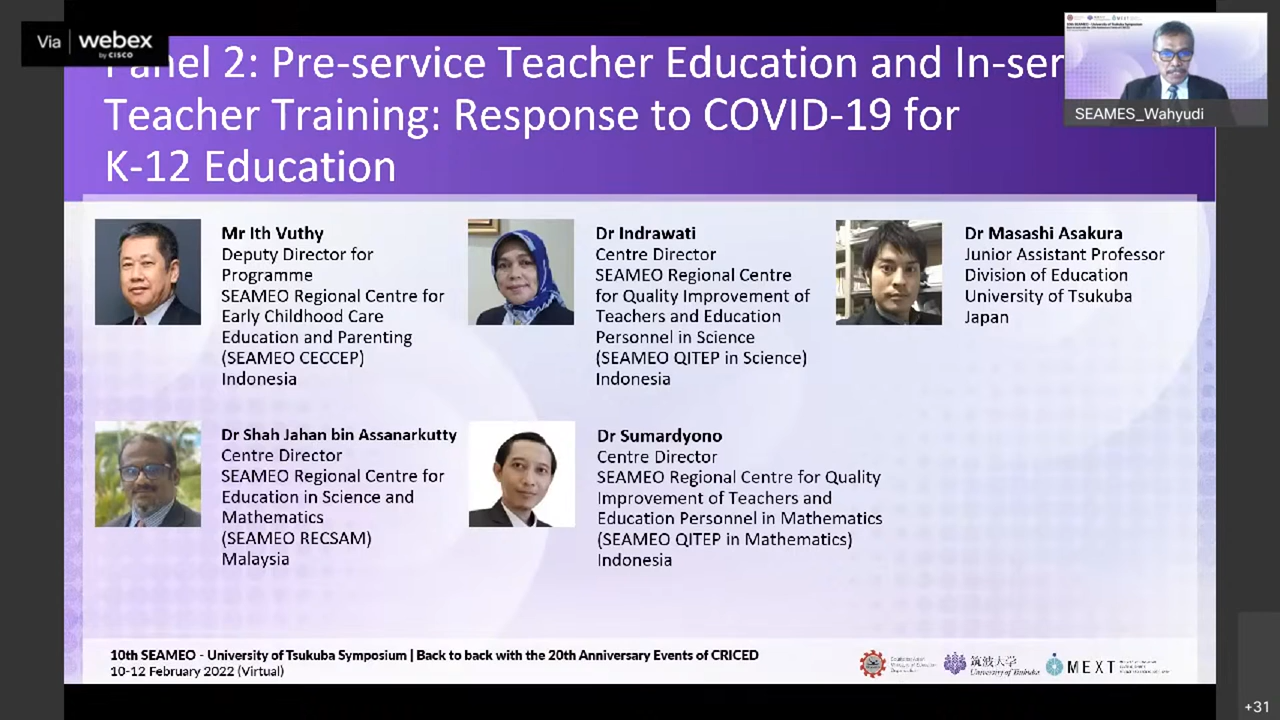 Via webex
by CISCO
Panel 2: Pre-service Teacher Education and In-ser
Teacher Training: Response to COVID-19 for
K-12 Education
SEAMES_Wahyudi
Mr Ith Vuthy
Deputy Director for
Programme
SEAMEO Regional Centre for
Early Childhood Care
Education and Parenting
(SEAMEO CECCEP)
Indonesia
Dr Indrawati
Centre Director
SEAMEO Regional Centre
for Quality Improvement of
Teachers and Education
Personnel in Science
(SEAMEO QITEP in Science)
Indonesia
Dr Masashi Asakura
Junior Assistant Professor
Division of Education
University of Tsukuba
Japan
Dr Shah Jahan bin Assanarkutty
Centre Director
SEAMEO Regional Centre for
Education in Science and
Mathematics
(SEAMEO RECSAM)
Malaysia
Dr Sumardyono
Centre Director
SEAMEO Regional Centre for Quality
Improvement of Teachers and
Education Personnel in Mathematics
(SEAMEO QITEP in Mathematics)
Indonesia
10th SEAMEO - University of Tsukuba Symposium | Back to back with the 20th Anniversary Events of CRICED
10-12 February 2022 (Virtual)
筑波大学
University of Tsukuba
MEXT
+31